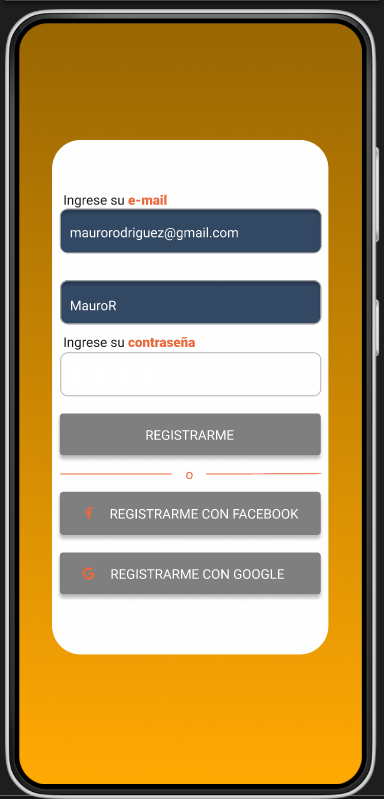 Ingrese su e-mail
maurorodriguez@gmail.com
MauroR
Ingrese su contraseña
REGISTRARME
o
REGISTRARME CON FACEBOOK
REGISTRARME CON GOOGLE